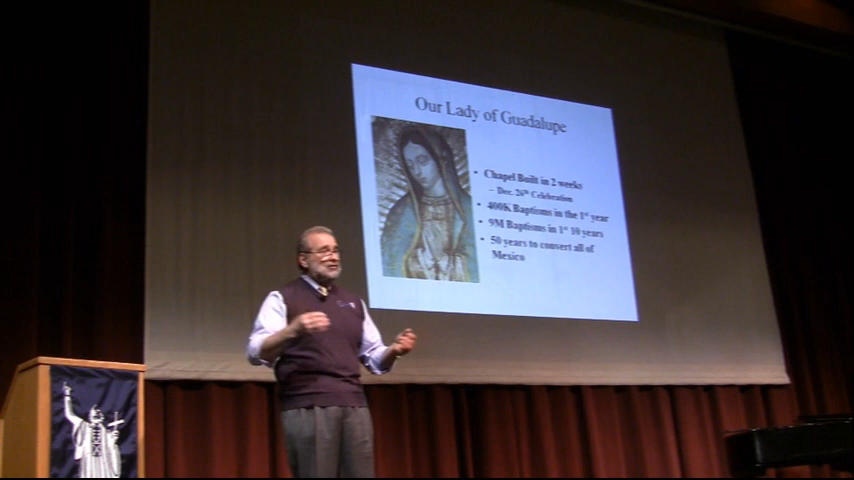 Our Lady of Guadalupe
• Chapel Built in 2 weeks
– Dec. 26th Celebration
• 400K Baptisms in the 1st year
• 9M Baptisms in 1st 10 years
• 50 years to convert all of
Mexico